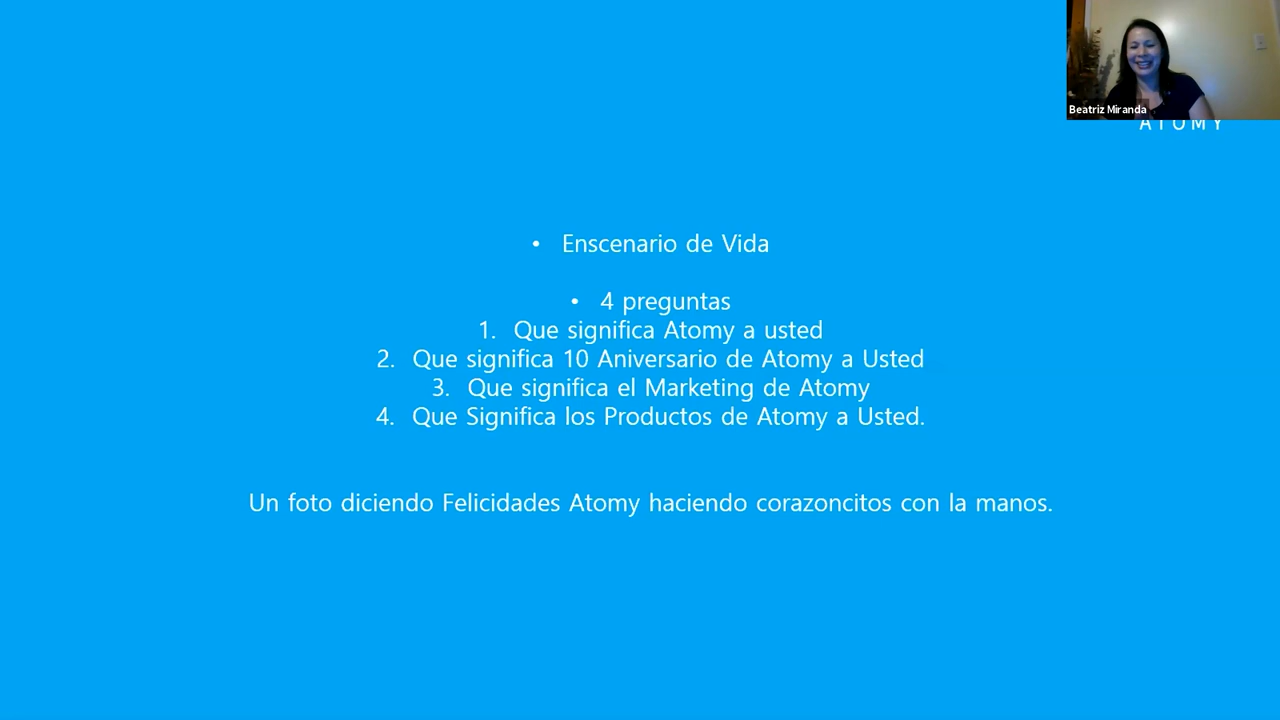 Beatriz Miranda
ATOMY
• Enscenario de Vida
• 4 preguntas
1. Que significa Atomy a usted
2. Que significa 10 Aniversario de Atomy a Usted
3. Que significa el Marketing de Atomy
4. Que Significa los Productos de Atomy a Usted.
Un foto diciendo Felicidades Atomy haciendo corazoncitos con la manos.